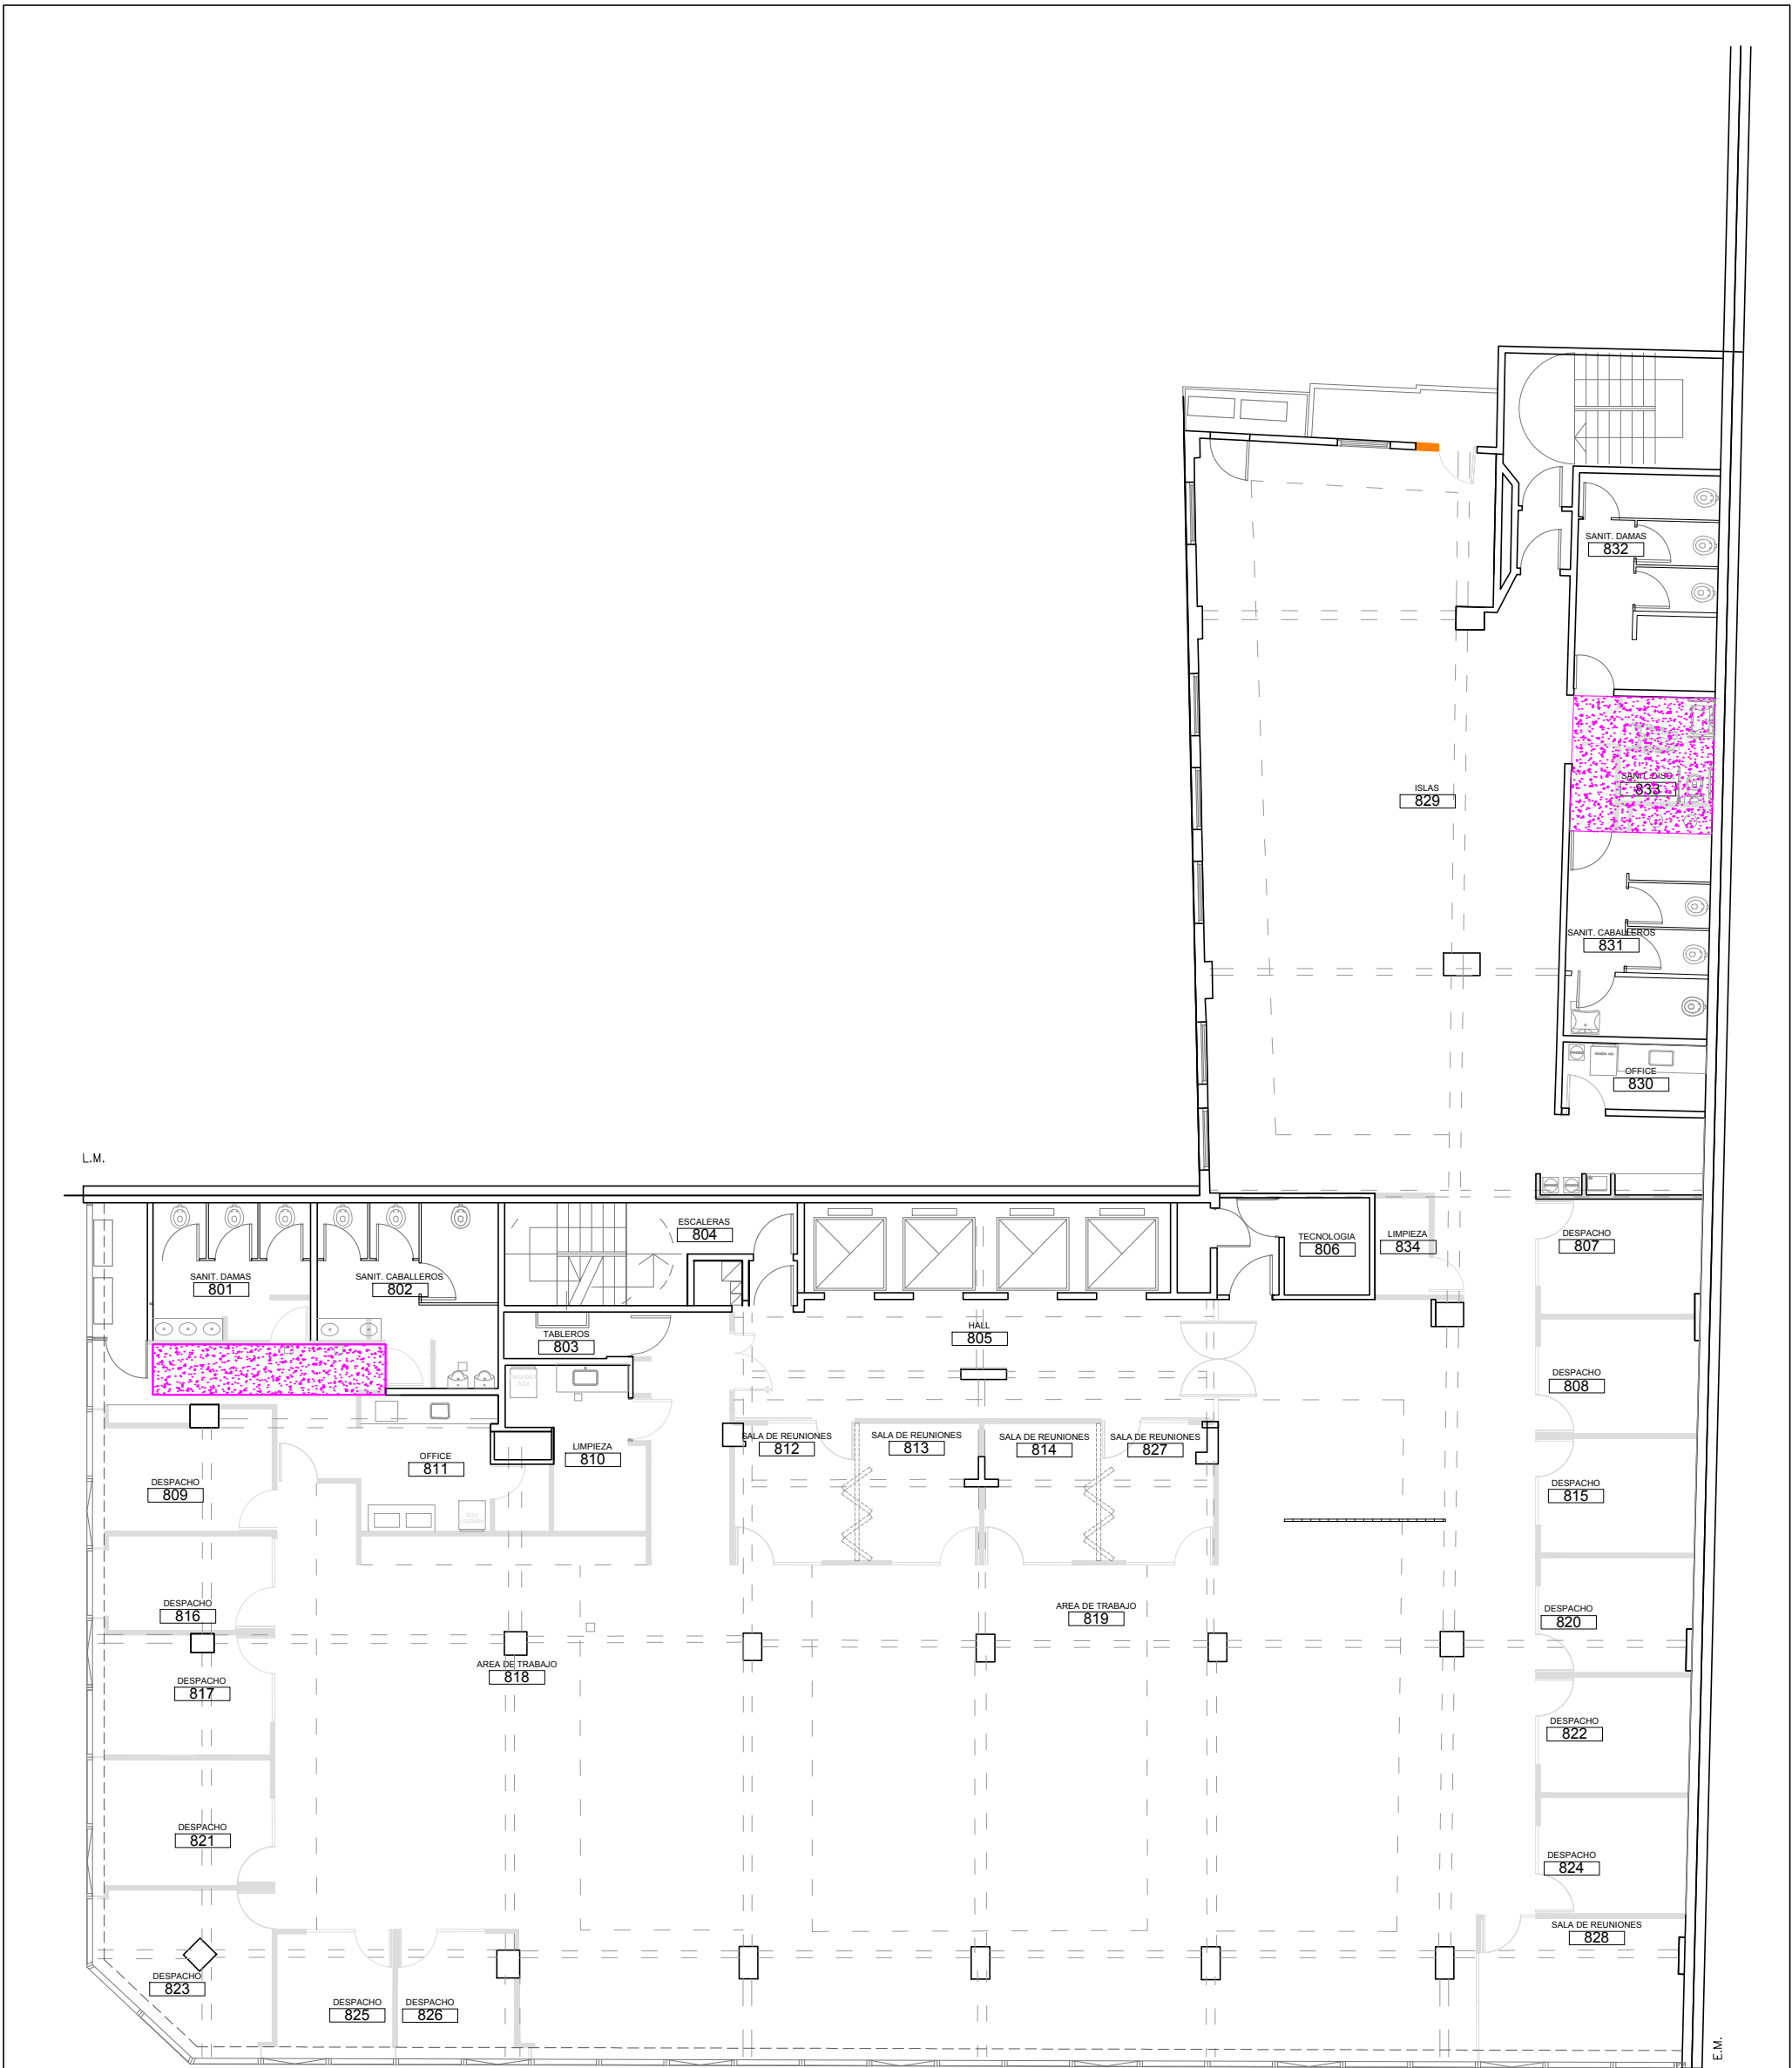 SANIT. DAMAS
832
SANIT. DISC.
833
ISLAS
829
SANIT. CABALLEROS
831
OFFICE
830
L.M.
ESCALERAS
804
TECNOLOGIA
806
LIMPIEZA
834
DESPACHO
807
SANIT. DAMAS
801
SANIT. CABALLEROS
802
TABLEROS
803
HALL
805
DESPACHO
808
SALA DE REUNIONES
812
SALA DE REUNIONES
813
SALA DE REUNIONES
814
SALA DE REUNIONES
827
LIMPIEZA
810
OFFICE
811
DESPACHO
809
DESPACHO
815
DESPACHO
816
AREA DE TRABAJO
819
DESPACHO
820
AREA DE TRABAJO
818
DESPACHO
817
DESPACHO
822
DESPACHO
821
DESPACHO
824
SALA DE REUNIONES
828
DESPACHO
823
DESPACHO
825
DESPACHO
826
E.M.